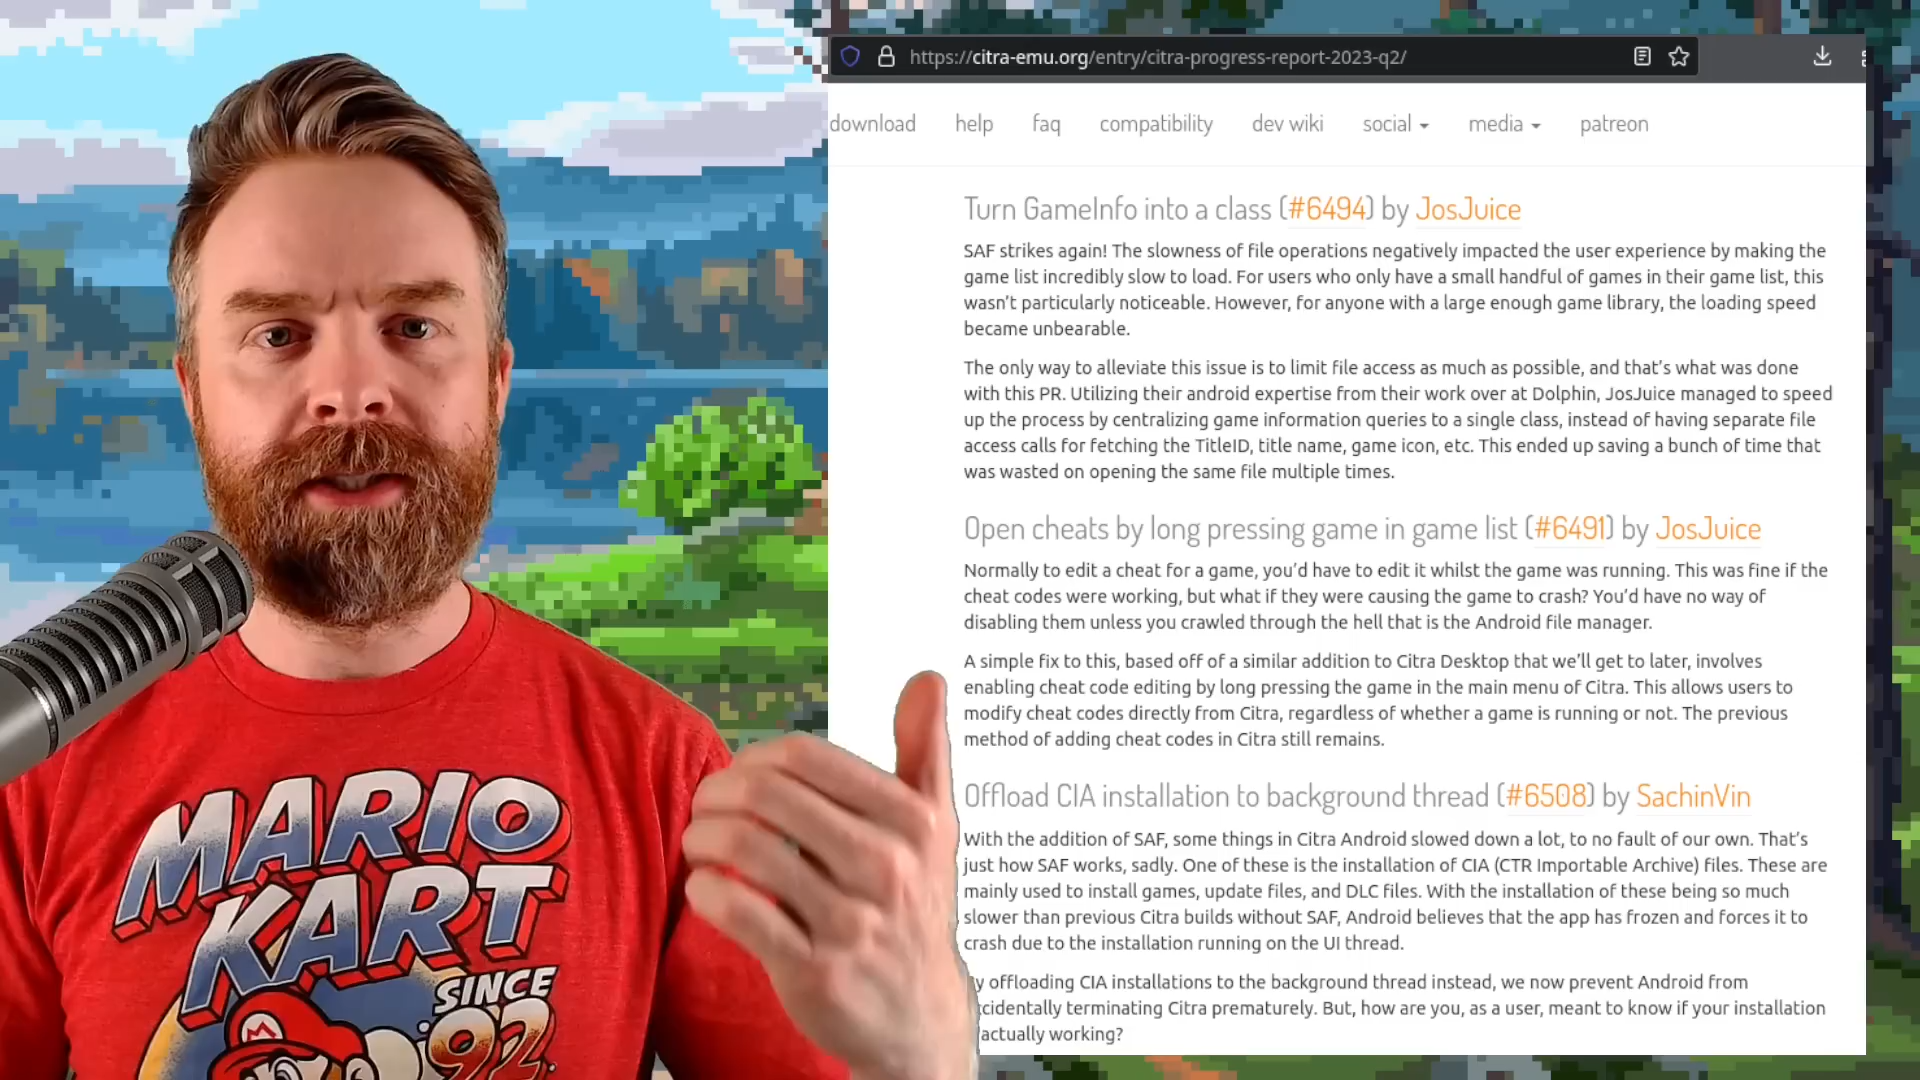 https://citra-emu.org/entry/citra-progress-report-2023-q2/
download help faq compatibility dev wiki social media patreon
Turn GameInfo into a class (#6494) by JosJuice
SAF strikes again! The slowness of file operations negatively impacted the user experience by making the
game list incredibly slow to load. For users who only have a small handful of games in their game list, this
wasn't particularly noticeable. However, for anyone with a large enough game library, the loading speed
became unbearable.
The only way to alleviate this issue is to limit file access as much as possible, and that's what was done
with this PR. Utilizing their android expertise from their work over at Dolphin, JosJuice managed to speed
up the process by centralizing game information queries to a single class, instead of having separate file
access calls for fetching the TitleID, title name, game icon, etc. This ended up saving a bunch of time that
was wasted on opening the same file multiple times.
Open cheats by long pressing game in game list (#6491) by JosJuice
Normally to edit a cheat for a game, you'd have to edit it whilst the game was running. This was fine if the
cheat codes were working, but what if they were causing the game to crash? You'd have no way of
disabling them unless you crawled through the hell that is the Android file manager.
A simple fix to this, based off of a similar addition to Citra Desktop that we'll get to later, involves
enabling cheat code editing by long pressing the game in the main menu of Citra. This allows users to
modify cheat codes directly from Citra, regardless of whether a game is running or not. The previous
method of adding cheat codes in Citra still remains.
Offload CIA installation to background thread (#6508) by SachinVin
With the addition of SAF, some things in Citra Android slowed down a lot, to no fault of our own. That's
just how SAF works, sadly. One of these is the installation of CIA (CTR Importable Archive) files. These are
mainly used to install games, update files, and DLC files. With the installation of these being so much
slower than previous Citra builds without SAF, Android believes that the app has frozen and forces it to
crash due to the installation running on the UI thread.
y offloading CIA installations to the background thread instead, we now prevent Android from
cidentally terminating Citra prematurely. But, how are you, as a user, meant to know if your installation
actually working?
MARIO
KART
SINCE
'92
M